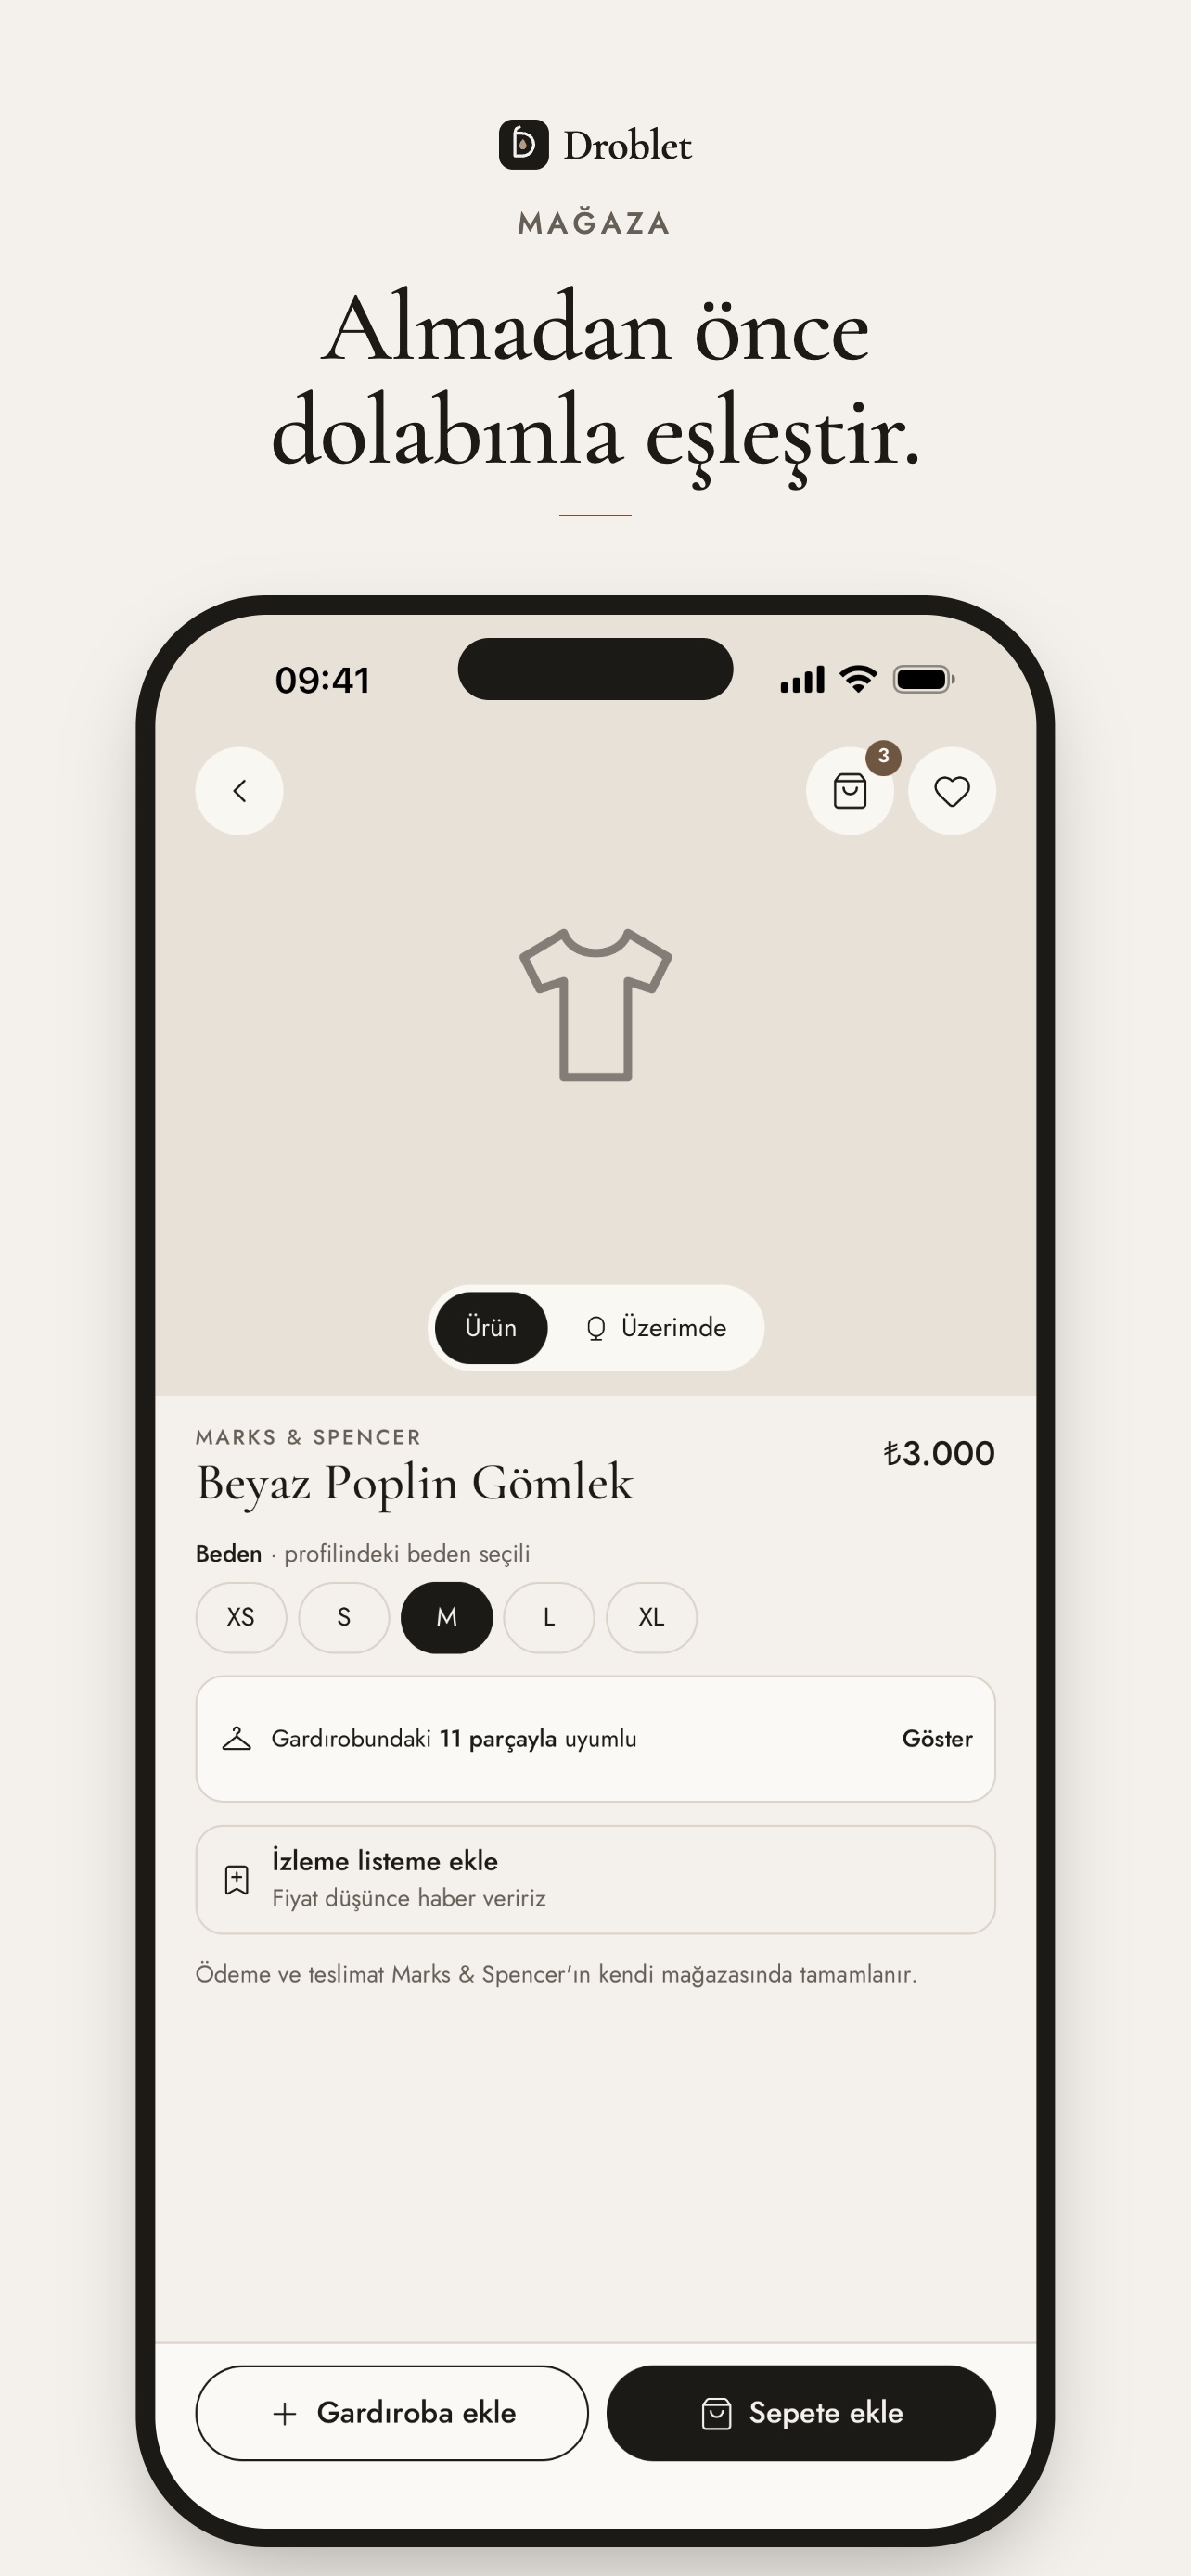 Droblet
MAĞAZA
Almadan önce
dolabınla eşleştir.
09:41
3
Ürün
Üzerimde
MARKS & SPENCER
₺3.000
Beyaz Poplin Gömlek
Beden · profilindeki beden seçili
XS S M L XL
Gardırobundaki 11 parçayla uyumlu
Göster
İzleme listeme ekle
Fiyat düşünce haber veririz
Ödeme ve teslimat Marks & Spencer'ın kendi mağazasında tamamlanır.
Gardıroba ekle
Sepete ekle